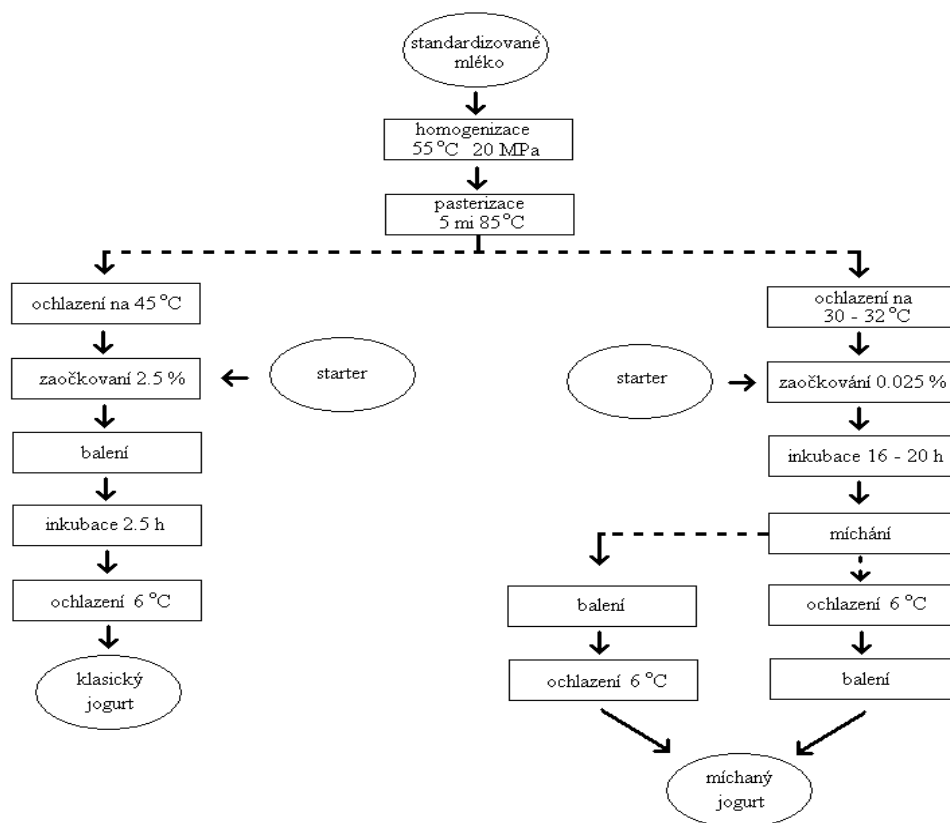 standardizované
mléko
homogenizace
55 °C 20 MPa
pasterizace
5 mi 85 °C
ochlazení na 45 °C
zaočkovaní 2.5 %
starter
balení
inkubace 2.5 h
ochlazení 6 °C
klasický
jogurt
ochlazení na
30 - 32 °C
starter
zaočkování 0.025 %
inkubace 16 - 20 h
míchání
balení
ochlazení 6 °C
ochlazení 6 °C
balení
míchaný
jogurt